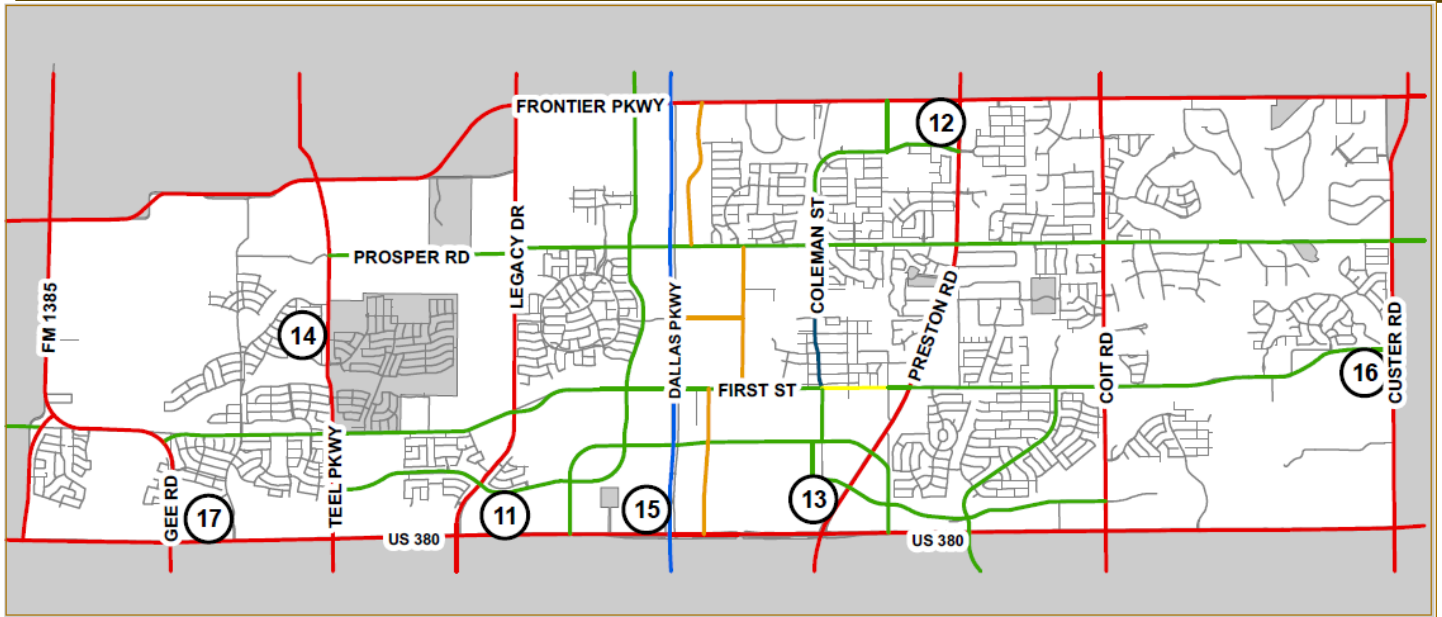 FRONTIER PKWY
12
COLEMAN ST
LEGACY DR
PROSPER RD
FM 1385
14
DALLAS PKWY
PRESTON RD
COIT RD
CUSTER RD
16
FIRST ST
TEEL PKWY
GEE RD
17
11
15
13
US 380
US 380